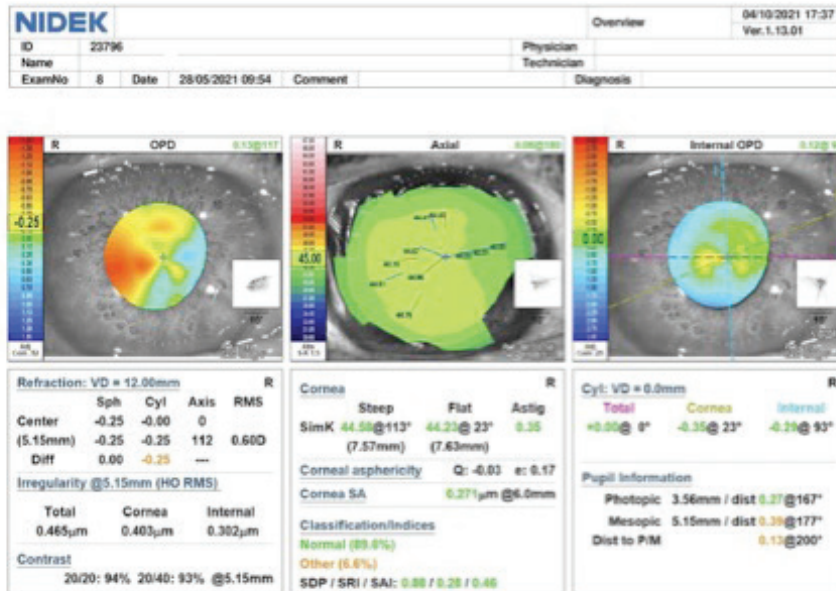 NIDEK
Overview
04/10/2021 17:37
Ver.1.13.01
ID 23796 Physician
Name Technician
ExamNo 8 Date 28/05/2021 09:54 Comment Diagnosis
R OPD 0.13@117
R Axial 0.06@180
R Internal OPD
-0.25
45.00
0.00
Refraction: VD = 12.00mm R
Sph Cyl Axis RMS
Center -0.25 -0.00 0
(5.15mm) -0.25 -0.25 112 0.60D
Diff 0.00 -0.25 ---
Irregularity @5.15mm (HO RMS)
Total Cornea Internal
0.465μm 0.403μm 0.302μm
Contrast
20/20: 94% 20/40: 93% @5.15mm
Cornea R
Steep Flat Astig
SimK 44.58@113° 44.23@ 23° 0.35
(7.57mm) (7.63mm)
Corneal asphericity Q: -0.03 e: 0.17
Cornea SA 0.271μm @6.0mm
Classification/Indices
Normal (89.6%)
Other (6.6%)
SDP / SRI / SAI: 0.88 / 0.28 / 0.46
Cyl: VD = 0.0mm R
Total Cornea Internal
+0.00@ 0° -0.35@ 23° -0.29@ 93°
Pupil Information
Photopic 3.56mm / dist 0.27@167°
Mesopic 5.15mm / dist 0.39@177°
Dist to P/M 0.13@200°